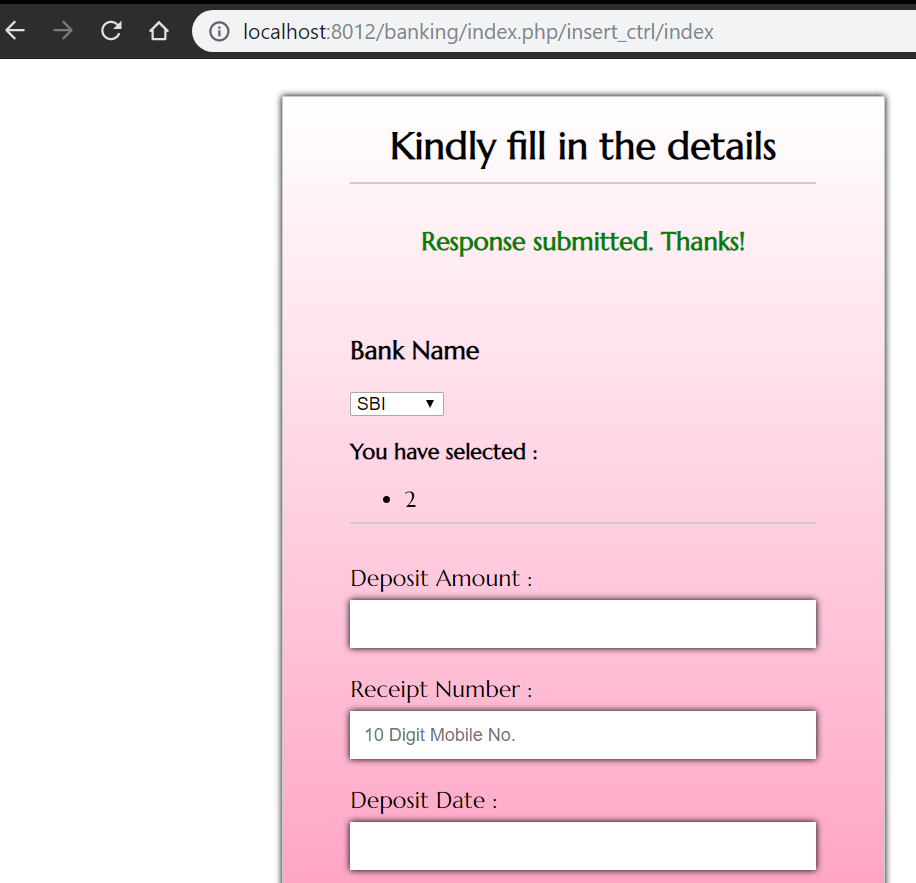 localhost:8012/banking/index.php/insert_ctrl/index
Kindly fill in the details
Response submitted. Thanks!
Bank Name
SBI
You have selected :
2
Deposit Amount :
Receipt Number :
10 Digit Mobile No.
Deposit Date :